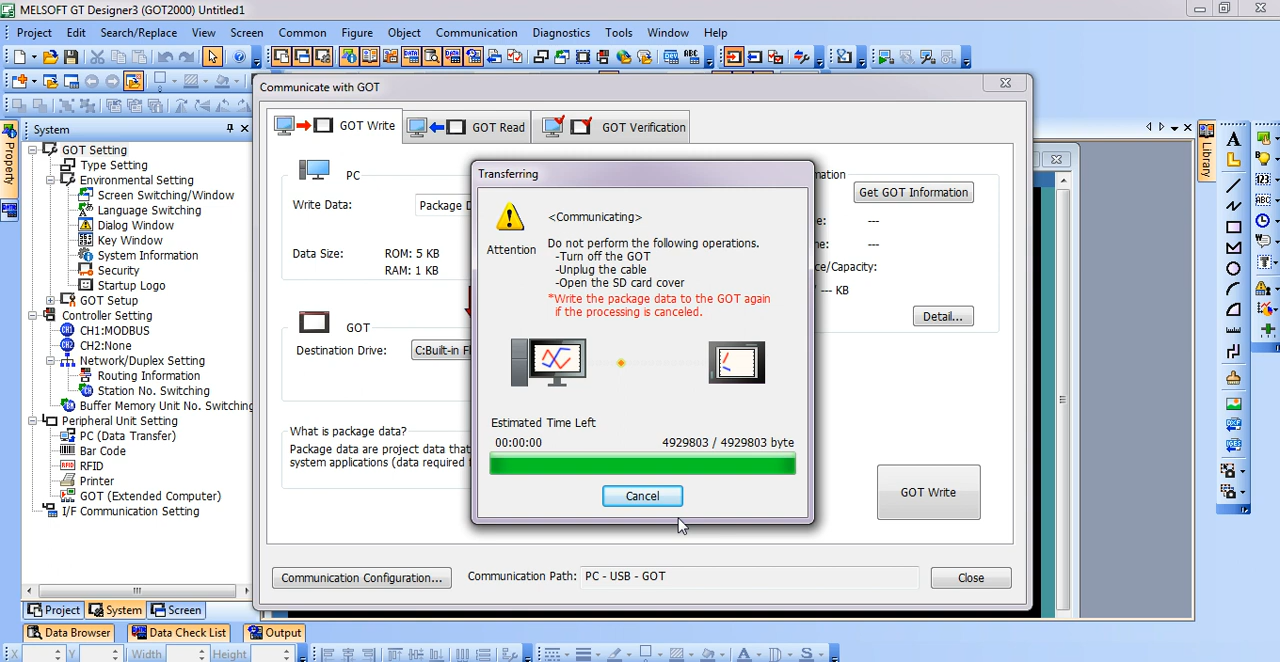 MELSOFT GT Designer3 (GOT2000) Untitled1
Project Edit Search/Replace View Screen Common Figure Object Communication Diagnostics Tools Window Help
System
Property
Library
GOT Setting
Type Setting
Environmental Setting
Screen Switching/Window
Language Switching
Dialog Window
Key Window
System Information
Security
Startup Logo
GOT Setup
Controller Setting
CH1:MODBUS
CH2:None
Network/Duplex Setting
Routing Information
Station No. Switching
Buffer Memory Unit No. Switching
Peripheral Unit Setting
PC (Data Transfer)
Bar Code
RFID
Printer
GOT (Extended Computer)
I/F Communication Setting
Project System Screen
Data Browser Data Check List Output
X Y Width Height
Communicate with GOT
GOT Write GOT Read GOT Verification
PC
Write Data: Package D
Data Size: ROM: 5 KB
RAM: 1 KB
GOT
Destination Drive: C:Built-in Fl
What is package data?
Package data are project data that
system applications (data required f
mation
Get GOT Information
e: ---
me: ---
ce/Capacity:
/ --- KB
Detail...
GOT Write
Transferring
Attention
<Communicating>
Do not perform the following operations.
-Turn off the GOT
-Unplug the cable
-Open the SD card cover
*Write the package data to the GOT again
if the processing is canceled.
Estimated Time Left
00:00:00 4929803 / 4929803 byte
Cancel
Communication Configuration... Communication Path: PC - USB - GOT Close